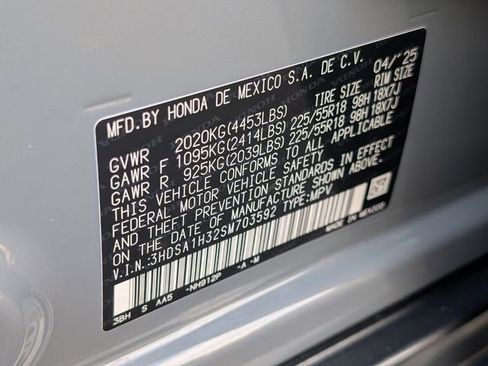 MFD.BY HONDA DE MEXICO S.A. DE C.V. 04/'25
GVWR 2020KG(4453LBS) TIRE SIZE RIM SIZE
GAWR F 1095KG(2414LBS) 225/55R18 98H 18X7J
GAWR R 925KG(2039LBS) 225/55R18 98H 18X7J
THIS VEHICLE CONFORMS TO ALL APPLICABLE
FEDERAL MOTOR VEHICLE SAFETY STANDARDS IN EFFECT
ON THE DATE OF MANUFACTURE SHOWN ABOVE.
V.I.N.:3HDSA1H32SM703592 TYPE:MPV
MADE IN MEXICO
3BH S AA5 -NH912P -A -M